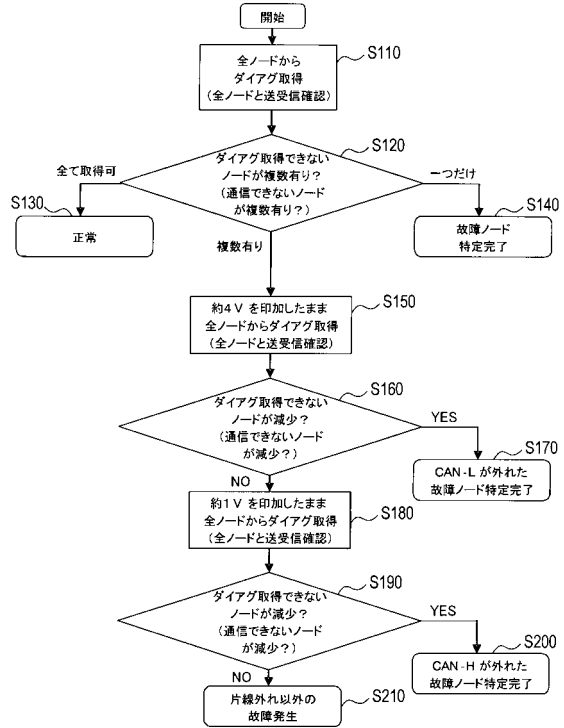 開始
S110
全ノードから
ダイアグ取得
(全ノードと送受信確認)
S120
ダイアグ取得できない
ノードが複数有り?
(通信できないノード
が複数有り?)
全て取得可
一つだけ
S130
正常
S140
故障ノード
特定完了
複数有り
S150
約4Vを印加したまま
全ノードからダイアグ取得
(全ノードと送受信確認)
S160
ダイアグ取得できない
ノードが減少?
(通信できないノード
が減少?)
YES
S170
CAN-Lが外れた
故障ノード特定完了
NO
S180
約1Vを印加したまま
全ノードからダイアグ取得
(全ノードと送受信確認)
S190
ダイアグ取得できない
ノードが減少?
(通信できないノード
が減少?)
YES
S200
CAN-Hが外れた
故障ノード特定完了
NO
S210
片線外れ以外の
故障発生